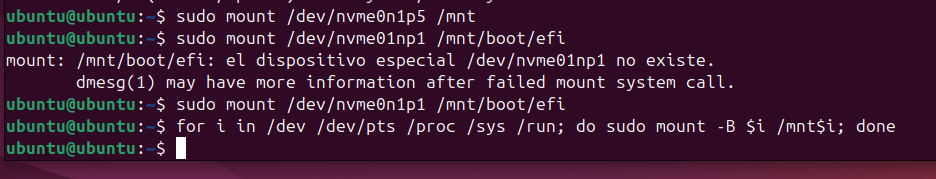 ubuntu@ubuntu:~$ sudo mount /dev/nvme0n1p5 /mnt
ubuntu@ubuntu:~$ sudo mount /dev/nvme01np1 /mnt/boot/efi
mount: /mnt/boot/efi: el dispositivo especial /dev/nvme01np1 no existe.
       dmesg(1) may have more information after failed mount system call.
ubuntu@ubuntu:~$ sudo mount /dev/nvme0n1p1 /mnt/boot/efi
ubuntu@ubuntu:~$ for i in /dev /dev/pts /proc /sys /run; do sudo mount -B $i /mnt$i; done
ubuntu@ubuntu:~$